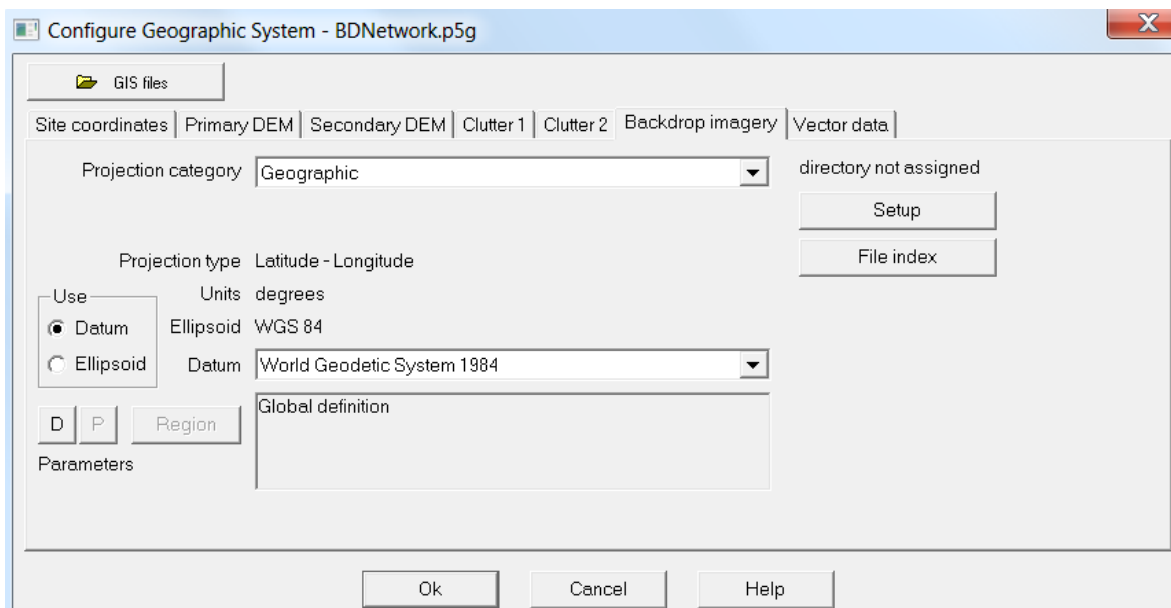 Configure Geographic System - BDNetwork.p5g
X
GIS files
Site coordinates Primary DEM Secondary DEM Clutter 1 Clutter 2 Backdrop imagery Vector data
Projection category Geographic directory not assigned
Setup
Projection type Latitude - Longitude File index
Use Units degrees
Datum Ellipsoid WGS 84
Ellipsoid Datum World Geodetic System 1984
D P Region Global definition
Parameters
Ok Cancel Help